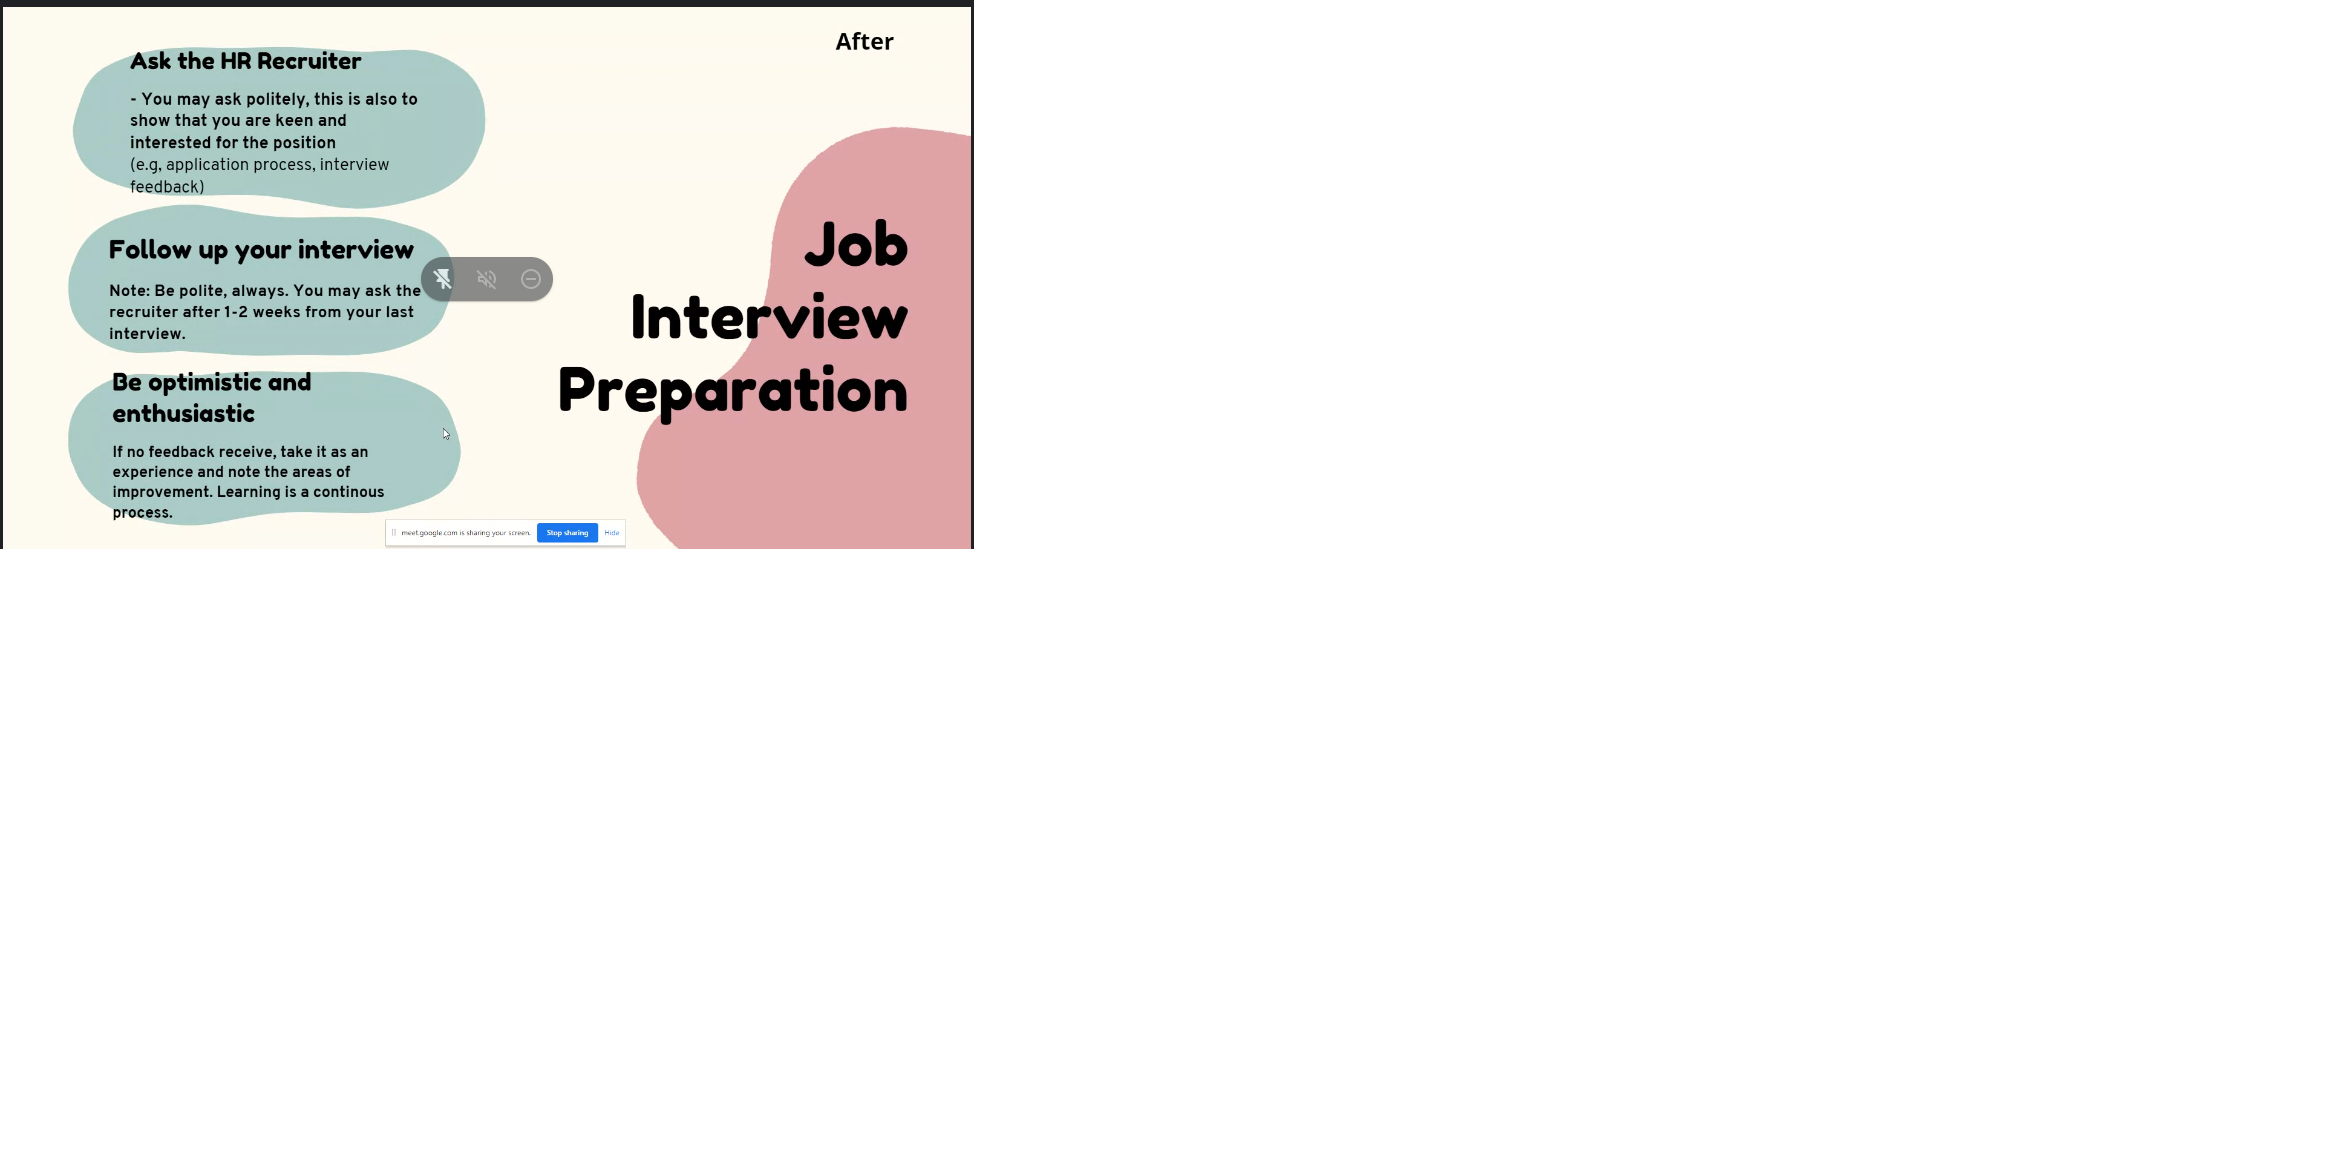 After
Ask the HR Recruiter
- You may ask politely, this is also to
show that you are keen and
interested for the position
(e.g, application process, interview
feedback)
Follow up your interview
Note: Be polite, always. You may ask the
recruiter after 1-2 weeks from your last
interview.
Be optimistic and
enthusiastic
If no feedback receive, take it as an
experience and note the areas of
improvement. Learning is a continous
process.
Job
Interview
Preparation
meet.google.com is sharing your screen.
Stop sharing
Hide